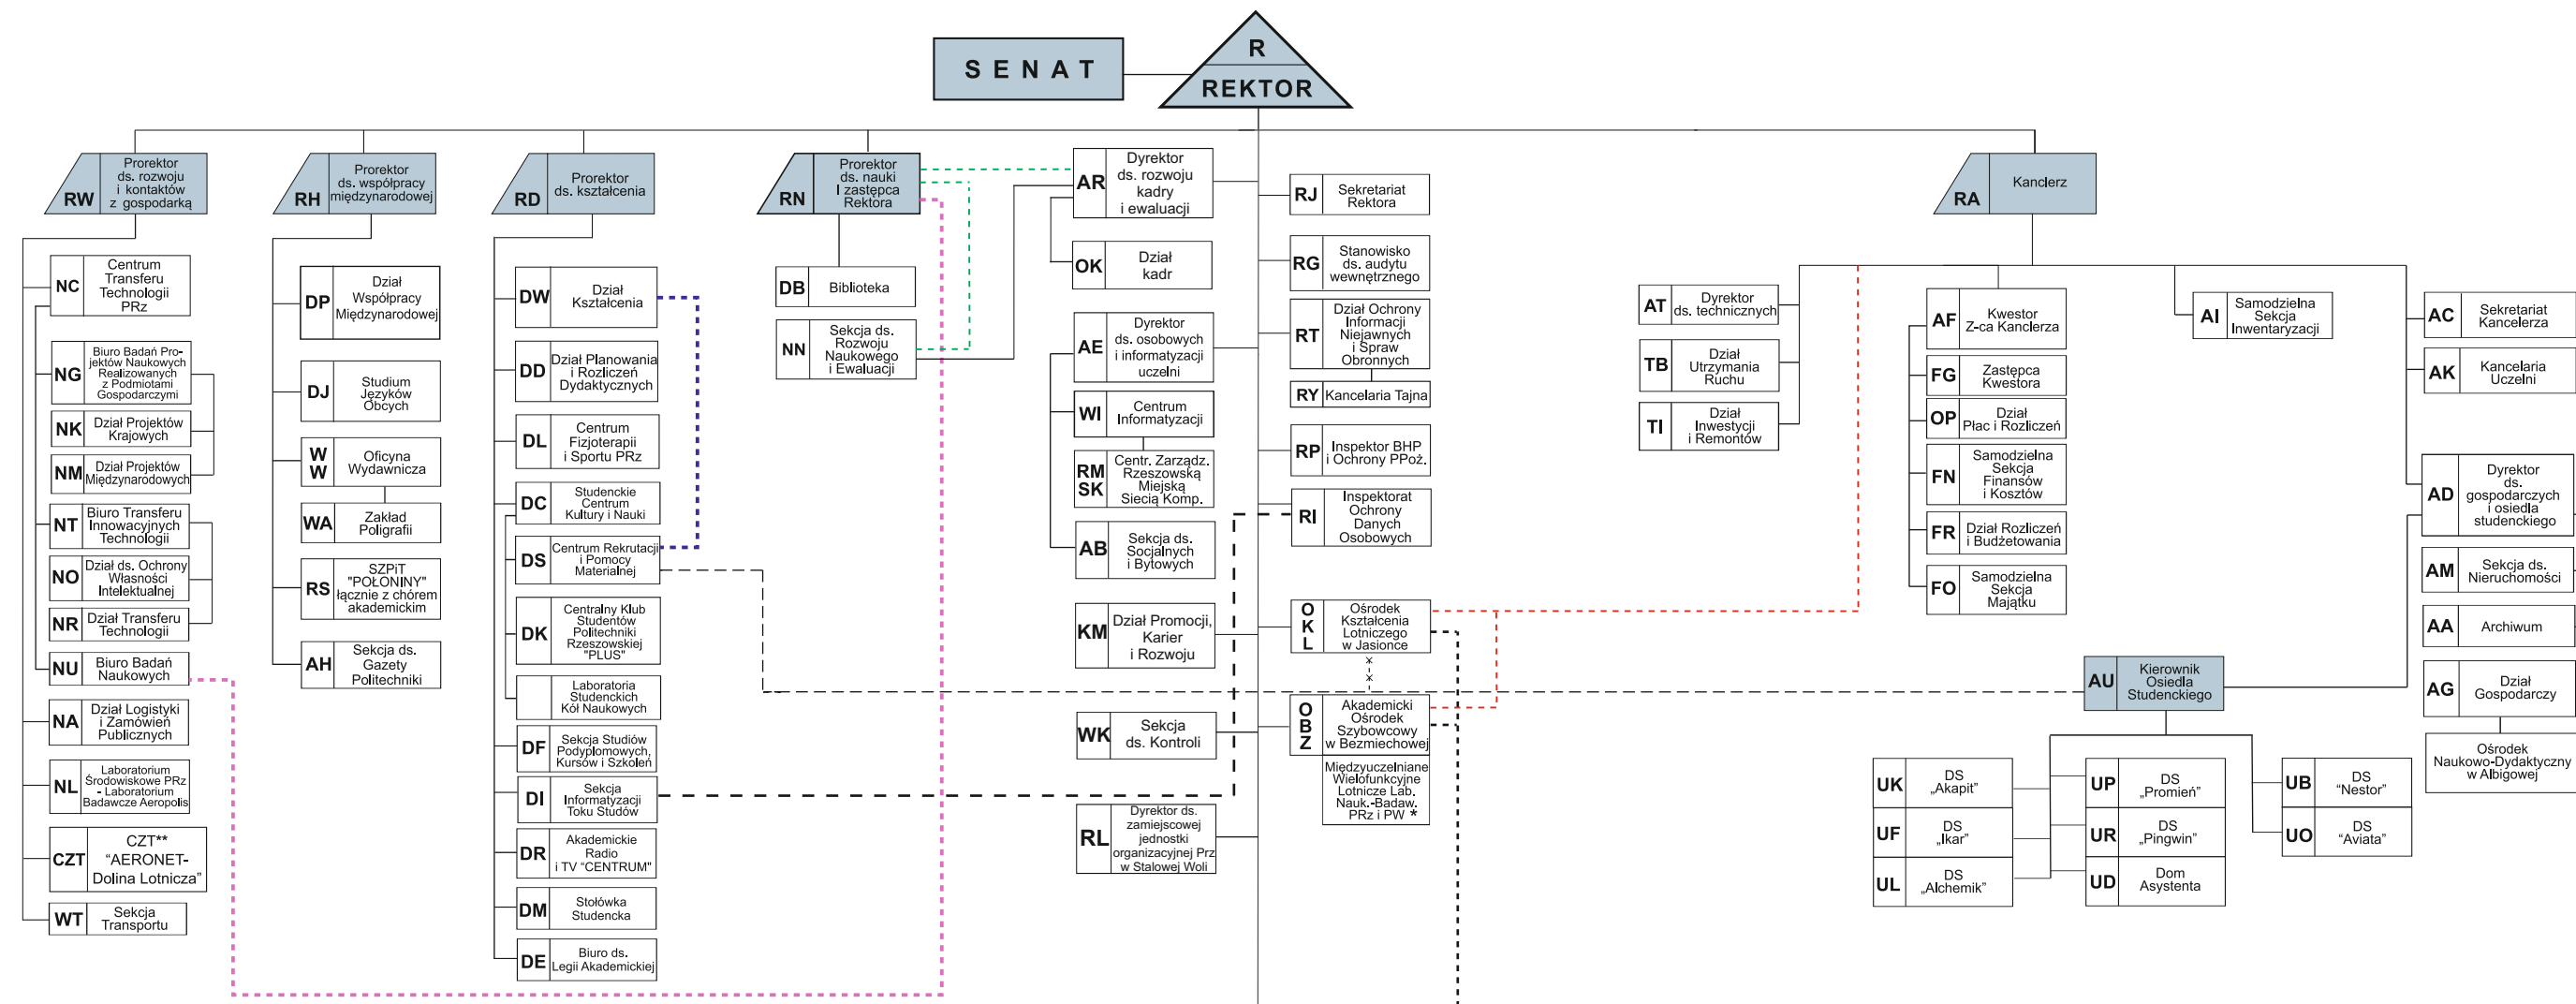 S E N A T
R
REKTOR
RW
Prorektor
ds. rozwoju
i kontaktów
z gospodarką
RH
Prorektor
ds. współpracy
międzynarodowej
RD
Prorektor
ds. kształcenia
RN
Prorektor
ds. nauki
I zastępca
Rektora
RA
Kanclerz
NC
Centrum
Transferu
Technologii
PRz
NG
Biuro Badań Pro-
jektów Naukowych
Realizowanych
z Podmiotami
Gospodarczymi
NK
Dział Projektów
Krajowych
NM
Dział Projektów
Międzynarodowych
NT
Biuro Transferu
Innowacyjnych
Technologii
NO
Dział ds. Ochrony
Własności
Intelektualnej
NR
Dział Transferu
Technologii
NU
Biuro Badań
Naukowych
NA
Dział Logistyki
i Zamówień
Publicznych
NL
Laboratorium
Środowiskowe PRz
- Laboratorium
Badawcze Aeropolis
CZT
CZT**
“AERONET-
Dolina Lotnicza”
WT
Sekcja
Transportu
DP
Dział
Współpracy
Międzynarodowej
DJ
Studium
Języków
Obcych
W
W
Oficyna
Wydawnicza
WA
Zakład
Poligrafii
RS
SZPiT
"POŁONINY"
łącznie z chórem
akademickim
AH
Sekcja ds.
Gazety
Politechniki
DW
Dział
Kształcenia
DD
Dział Planowania
i Rozliczeń
Dydaktycznych
DL
Centrum
Fizjoterapii
i Sportu PRz
DC
Studenckie
Centrum
Kultury i Nauki
DS
Centrum Rekrutacji
i Pomocy
Materialnej
DK
Centralny Klub
Studentów
Politechniki
Rzeszowskiej
"PLUS"
Laboratoria
Studenckich
Kół Naukowych
DF
Sekcja Studiów
Podyplomowych,
Kursów i Szkoleń
DI
Sekcja
Informatyzacji
Toku Studów
DR
Akademickie
Radio
i TV “CENTRUM”
DM
Stołówka
Studencka
DE
Biuro ds.
Legii Akademickiej
DB
Biblioteka
NN
Sekcja ds.
Rozwoju
Naukowego
i Ewaluacji
AR
Dyrektor
ds. rozwoju
kadry
i ewaluacji
OK
Dział
kadr
AE
Dyrektor
ds. osobowych
i informatyzacji
uczelni
WI
Centrum
Informatyzacji
RM
SK
Centr. Zarządz.
Rzeszowską
Miejską
Siecią Komp.
AB
Sekcja ds.
Socjalnych
i Bytowych
KM
Dział Promocji,
Karier
i Rozwoju
WK
Sekcja
ds. Kontroli
RL
Dyrektor ds.
zamiejscowej
jednostki
organizacyjnej Prz
w Stalowej Woli
RJ
Sekretariat
Rektora
RG
Stanowisko
ds. audytu
wewnętrznego
RT
Dział Ochrony
Informacji
Niejawnych
i Spraw
Obronnych
RY
Kancelaria Tajna
RP
Inspektor BHP
i Ochrony PPoż.
RI
Inspektorat
Ochrony
Danych
Osobowych
O
K
L
Ośrodek
Kształcenia
Lotniczego
w Jasionce
O
B
Z
Akademicki
Ośrodek
Szybowcowy
w Bezmiechowej
Międzyuczelniane
Wielofunkcyjne
Lotnicze Lab.
Nauk.-Badaw.
PRz i PW *
AT
Dyrektor
ds. technicznych
TB
Dział
Utrzymania
Ruchu
TI
Dział
Inwestycji
i Remontów
AF
Kwestor
Z-ca Kanclerza
FG
Zastępca
Kwestora
OP
Dział
Płac i Rozliczeń
FN
Samodzielna
Sekcja
Finansów
i Kosztów
FR
Dział Rozliczeń
i Budżetowania
FO
Samodzielna
Sekcja
Majątku
AI
Samodzielna
Sekcja
Inwentaryzacji
AC
Sekretariat
Kancelerza
AK
Kancelaria
Uczelni
AD
Dyrektor
ds.
gospodarczych
i osiedla
studenckiego
AM
Sekcja ds.
Nieruchomości
AA
Archiwum
AG
Dział
Gospodarczy
Ośrodek
Naukowo-Dydaktyczny
w Albigowej
AU
Kierownik
Osiedla
Studenckiego
UK
DS
„Akapit”
UF
DS
„Ikar”
UL
DS
„Alchemik”
UP
DS
„Promień”
UR
DS
„Pingwin”
UD
Dom
Asystenta
UB
DS
“Nestor”
UO
DS
“Aviata”